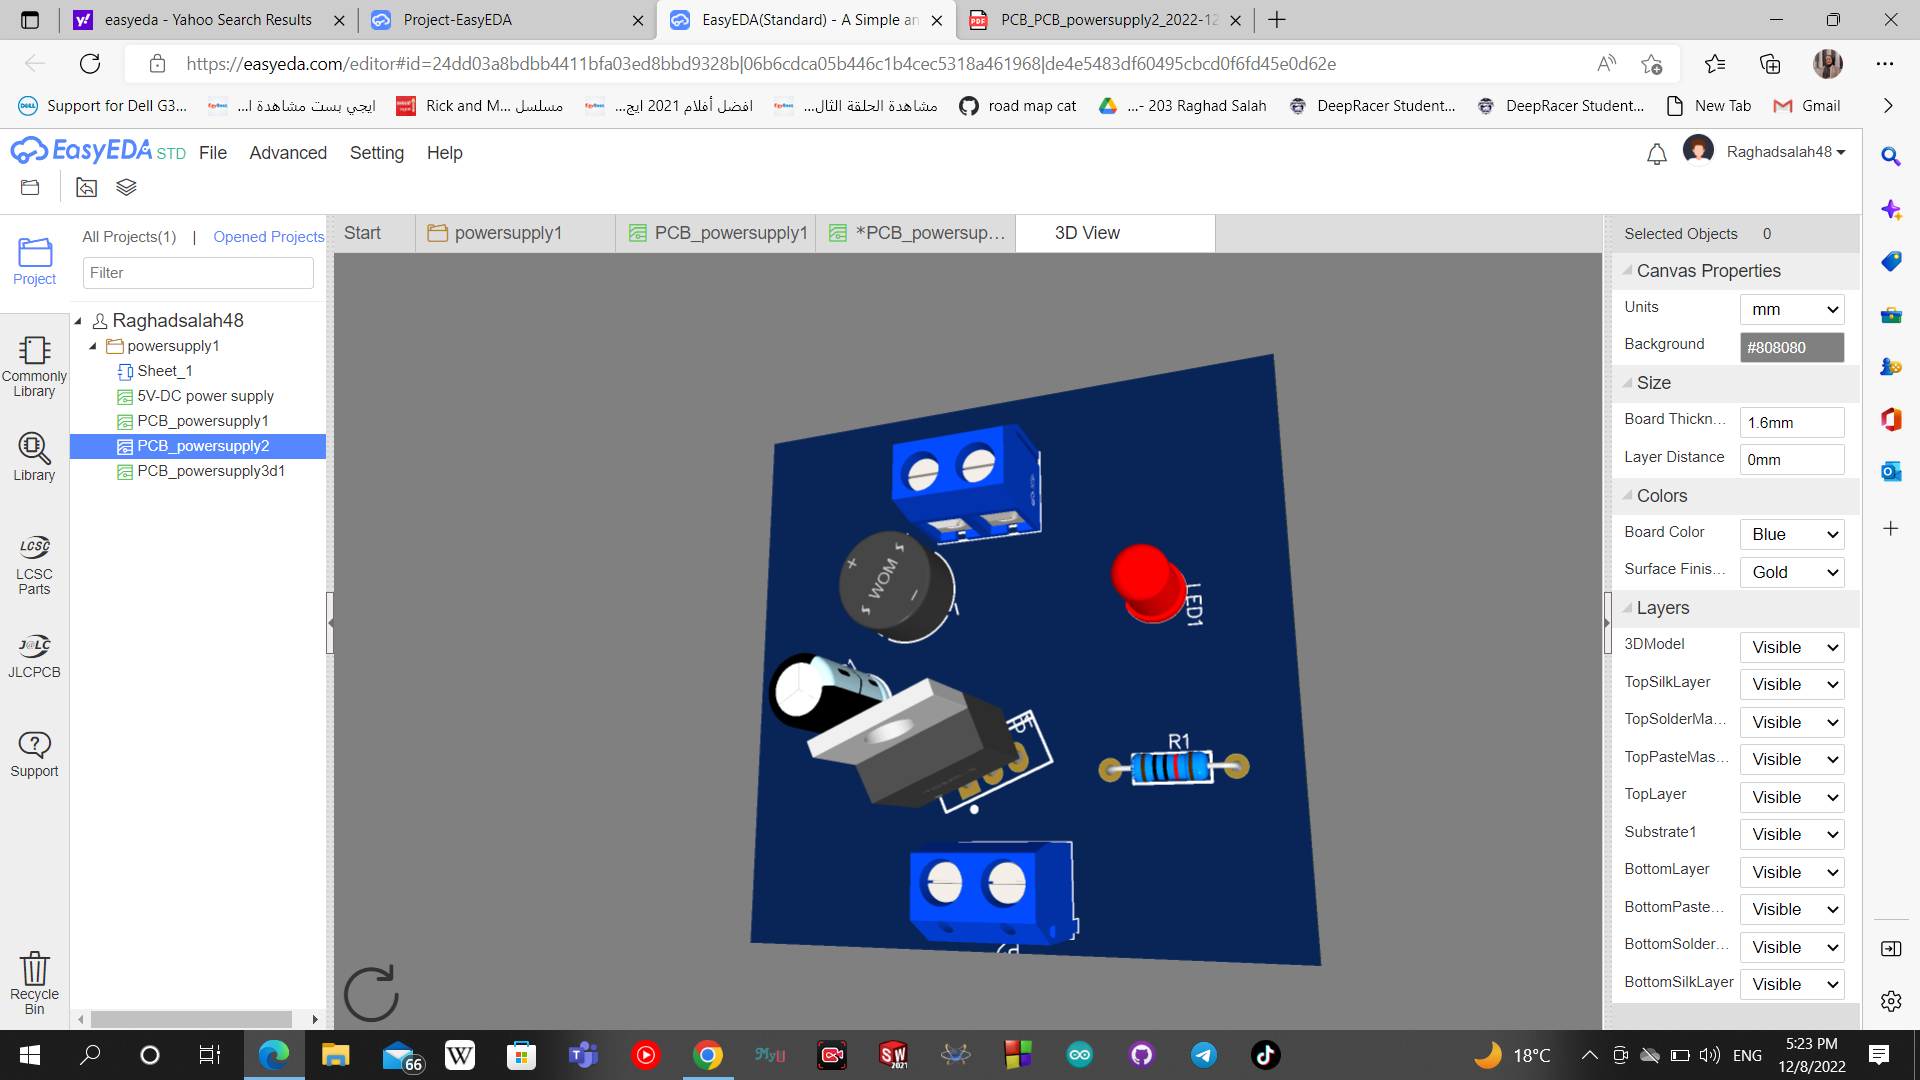 easyeda - Yahoo Search Results
Project-EasyEDA
EasyEDA(Standard) - A Simple an
PCB_PCB_powersupply2_2022-12
https://easyeda.com/editor#id=24dd03a8bdbb4411bfa03ed8bbd9328b|06b6cdca05b446c1b4cec5318a461968|de4e5483df60495cbcd0f6fd45e0d62e
Support for Dell G3...
ايجي بست مشاهدة ا...
مسلسل Rick and M...
افضل أفلام 2021 ايج...
مشاهدة الحلقة الثال...
road map cat
203 Raghad Salah -...
DeepRacer Student...
DeepRacer Student...
New Tab
Gmail
EasyEDA STD
File
Advanced
Setting
Help
Raghadsalah48
All Projects(1) | Opened Projects
Filter
Project
Commonly
Library
Library
LCSC
LCSC
Parts
J@LC
JLCPCB
Support
Recycle
Bin
Raghadsalah48
powersupply1
Sheet_1
5V-DC power supply
PCB_powersupply1
PCB_powersupply2
PCB_powersupply3d1
Start
powersupply1
PCB_powersupply1
*PCB_powersup...
3D View
WOM
LED1
R1
Selected Objects 0
Canvas Properties
Units mm
Background #808080
Size
Board Thickn... 1.6mm
Layer Distance 0mm
Colors
Board Color Blue
Surface Finis... Gold
Layers
3DModel Visible
TopSilkLayer Visible
TopSolderMa... Visible
TopPasteMas... Visible
TopLayer Visible
Substrate1 Visible
BottomLayer Visible
BottomPaste... Visible
BottomSolder... Visible
BottomSilkLayer Visible
66
W
MyU
SW
2021
18°C
ENG
5:23 PM
12/8/2022